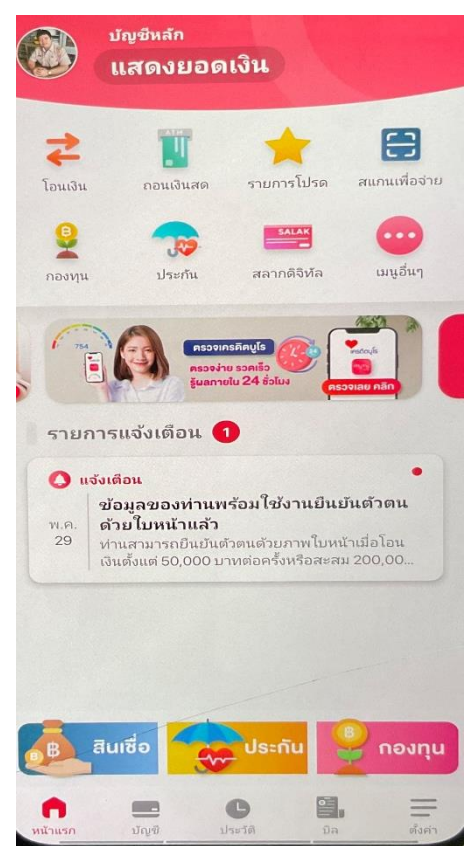 บัญชีหลัก
แสดงยอดเงิน
โอนเงิน
ถอนเงินสด
รายการโปรด
สแกนเพื่อจ่าย
ATM
SALAK
กองทุน
ประกัน
สลากดิจิทัล
เมนูอื่นๆ
754
ตรวจเครดิตบูโร
ตรวจง่าย รวดเร็ว
รู้ผลภายใน 24 ชั่วโมง
24
เครดิตบูโร
ตรวจเลย คลิก
รายการแจ้งเตือน 1
แจ้งเตือน
พ.ค.
29
ข้อมูลของท่านพร้อมใช้งานยืนยันตัวตน
ด้วยใบหน้าแล้ว
ท่านสามารถยืนยันตัวตนด้วยภาพใบหน้าเมื่อโอน
เงินตั้งแต่ 50,000 บาทต่อครั้งหรือสะสม 200,00...
สินเชื่อ
ประกัน
กองทุน
หน้าแรก
บัญชี
ประวัติ
บิล
ตั้งค่า